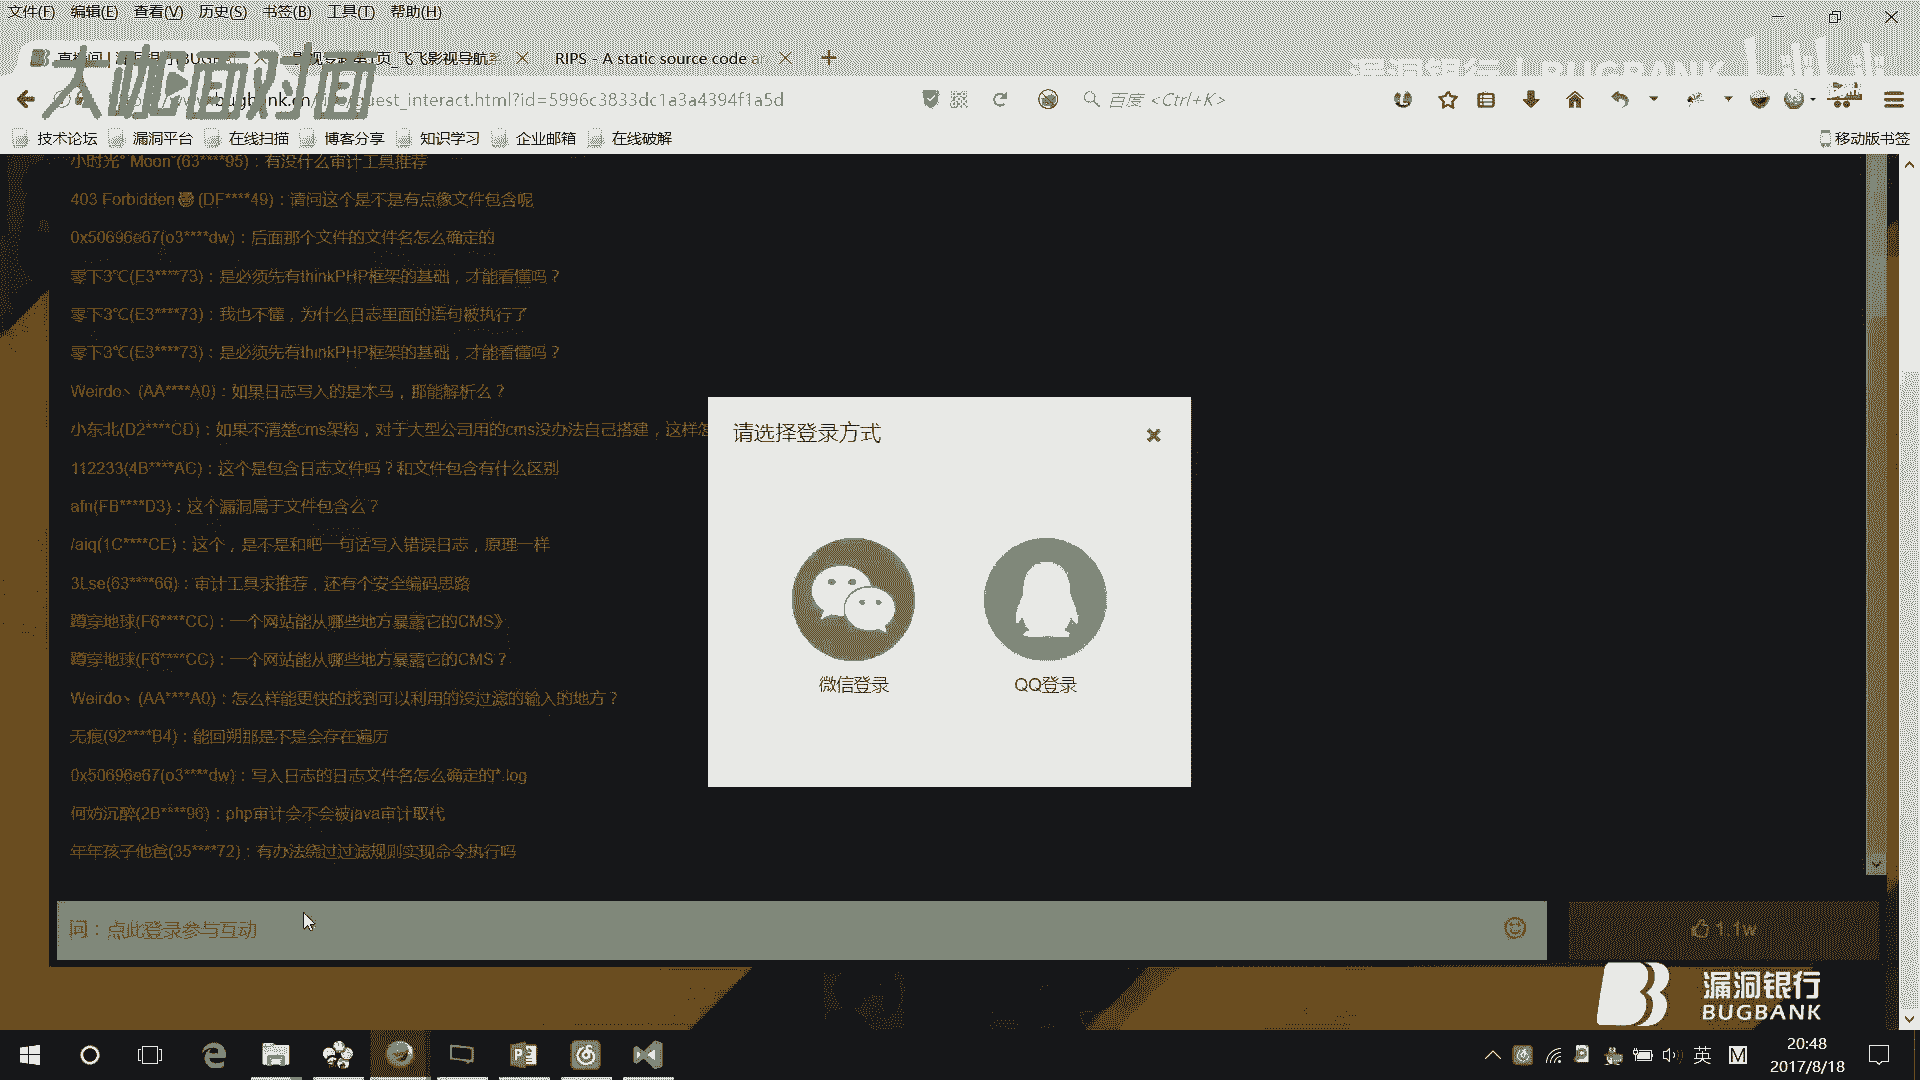 文件(F) 编辑(E) 查看(V) 历史(S) 书签(B) 工具(T) 帮助(H)
页_飞飞影视导航系
RIPS - A static source code a
大咖面对面
漏洞银行 | BUGBANK
bugbank.cn
uest_interact.html?id=5996c3833dc1a3a4394f1a5d
百度 <Ctrl+K>
技术论坛 漏洞平台 在线扫描 博客分享 知识学习 企业邮箱 在线破解
移动版书签
小时光° Moon°(63****95)：有没什么审计工具推荐
403 Forbidden (DF****49)：请问这个是不是有点像文件包含呢
0x50696e67(o3****dw)：后面那个文件的文件名怎么确定的
零下3℃(E3****73)：是必须先有thinkPHP框架的基础，才能看懂吗？
零下3℃(E3****73)：我也不懂，为什么日志里面的语句被执行了
零下3℃(E3****73)：是必须先有thinkPHP框架的基础，才能看懂吗？
Weirdo丶(AA****A0)：如果日志写入的是木马，那能解析么？
小东北(D2****CD)：如果不清楚cms架构，对于大型公司用的cms没办法自己搭建，这样怎
112233(4B****AC)：这个是包含日志文件吗？和文件包含有什么区别
afn(FB****D3)：这个漏洞属于文件包含么？
/aiq(1C****CE)：这个，是不是和吧一句话写入错误日志，原理一样
3Lse(63****66)：审计工具求推荐，还有个安全编码思路
蹲穿地球(F6****CC)：一个网站能从哪些地方暴露它的CMS》
蹲穿地球(F6****CC)：一个网站能从哪些地方暴露它的CMS？
Weirdo丶(AA****A0)：怎么样能更快的找到可以利用的没过滤的输入的地方？
无痕(92****B4)：能回朔那是不是会存在遍历
0x50696e67(o3****dw)：写入日志的日志文件名怎么确定的*.log
何妨沉醉(2B****96)：php审计会不会被java审计取代
年年孩子他爸(35****72)：有办法绕过过滤规则实现命令执行吗
请选择登录方式
微信登录 QQ登录
问：点此登录参与互动
1.1w
漏洞银行
BUGBANK
英 M
20:48
2017/8/18